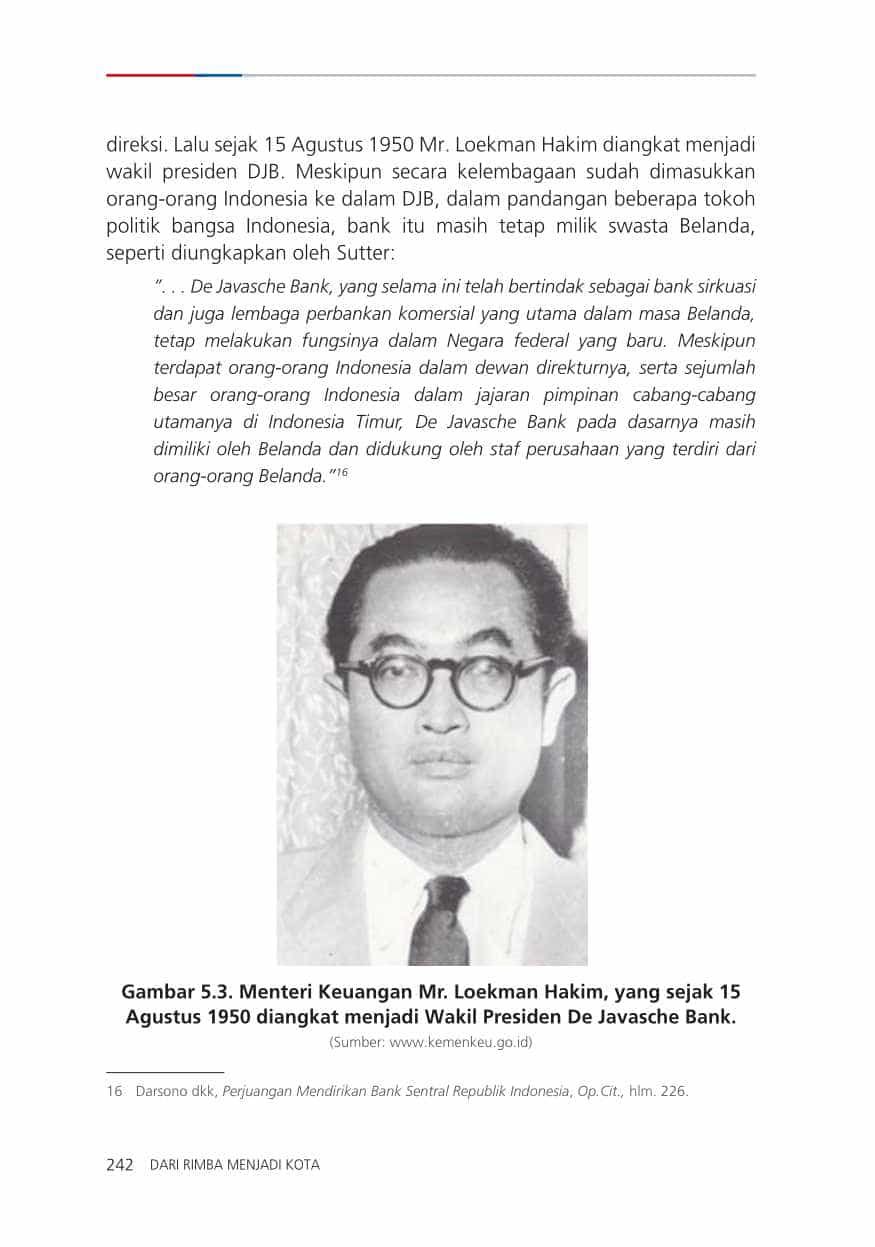 direksi. Lalu sejak 15 Agustus 1950 Mr. Loekman Hakim diangkat menjadi
wakil presiden DJB. Meskipun secara kelembagaan sudah dimasukkan
orang-orang Indonesia ke dalam DJB, dalam pandangan beberapa tokoh
politik bangsa Indonesia, bank itu masih tetap milik swasta Belanda,
seperti diungkapkan oleh Sutter:
". . . De Javasche Bank, yang selama ini telah bertindak sebagai bank sirkuasi
dan juga lembaga perbankan komersial yang utama dalam masa Belanda,
tetap melakukan fungsinya dalam Negara federal yang baru. Meskipun
terdapat orang-orang Indonesia dalam dewan direkturnya, serta sejumlah
besar orang-orang Indonesia dalam jajaran pimpinan cabang-cabang
utamanya di Indonesia Timur, De Javasche Bank pada dasarnya masih
dimiliki oleh Belanda dan didukung oleh staf perusahaan yang terdiri dari
orang-orang Belanda."16
Gambar 5.3. Menteri Keuangan Mr. Loekman Hakim, yang sejak 15
Agustus 1950 diangkat menjadi Wakil Presiden De Javasche Bank.
(Sumber: www.kemenkeu.go.id)
16 Darsono dkk, Perjuangan Mendirikan Bank Sentral Republik Indonesia, Op.Cit., hlm. 226.
242 DARI RIMBA MENJADI KOTA